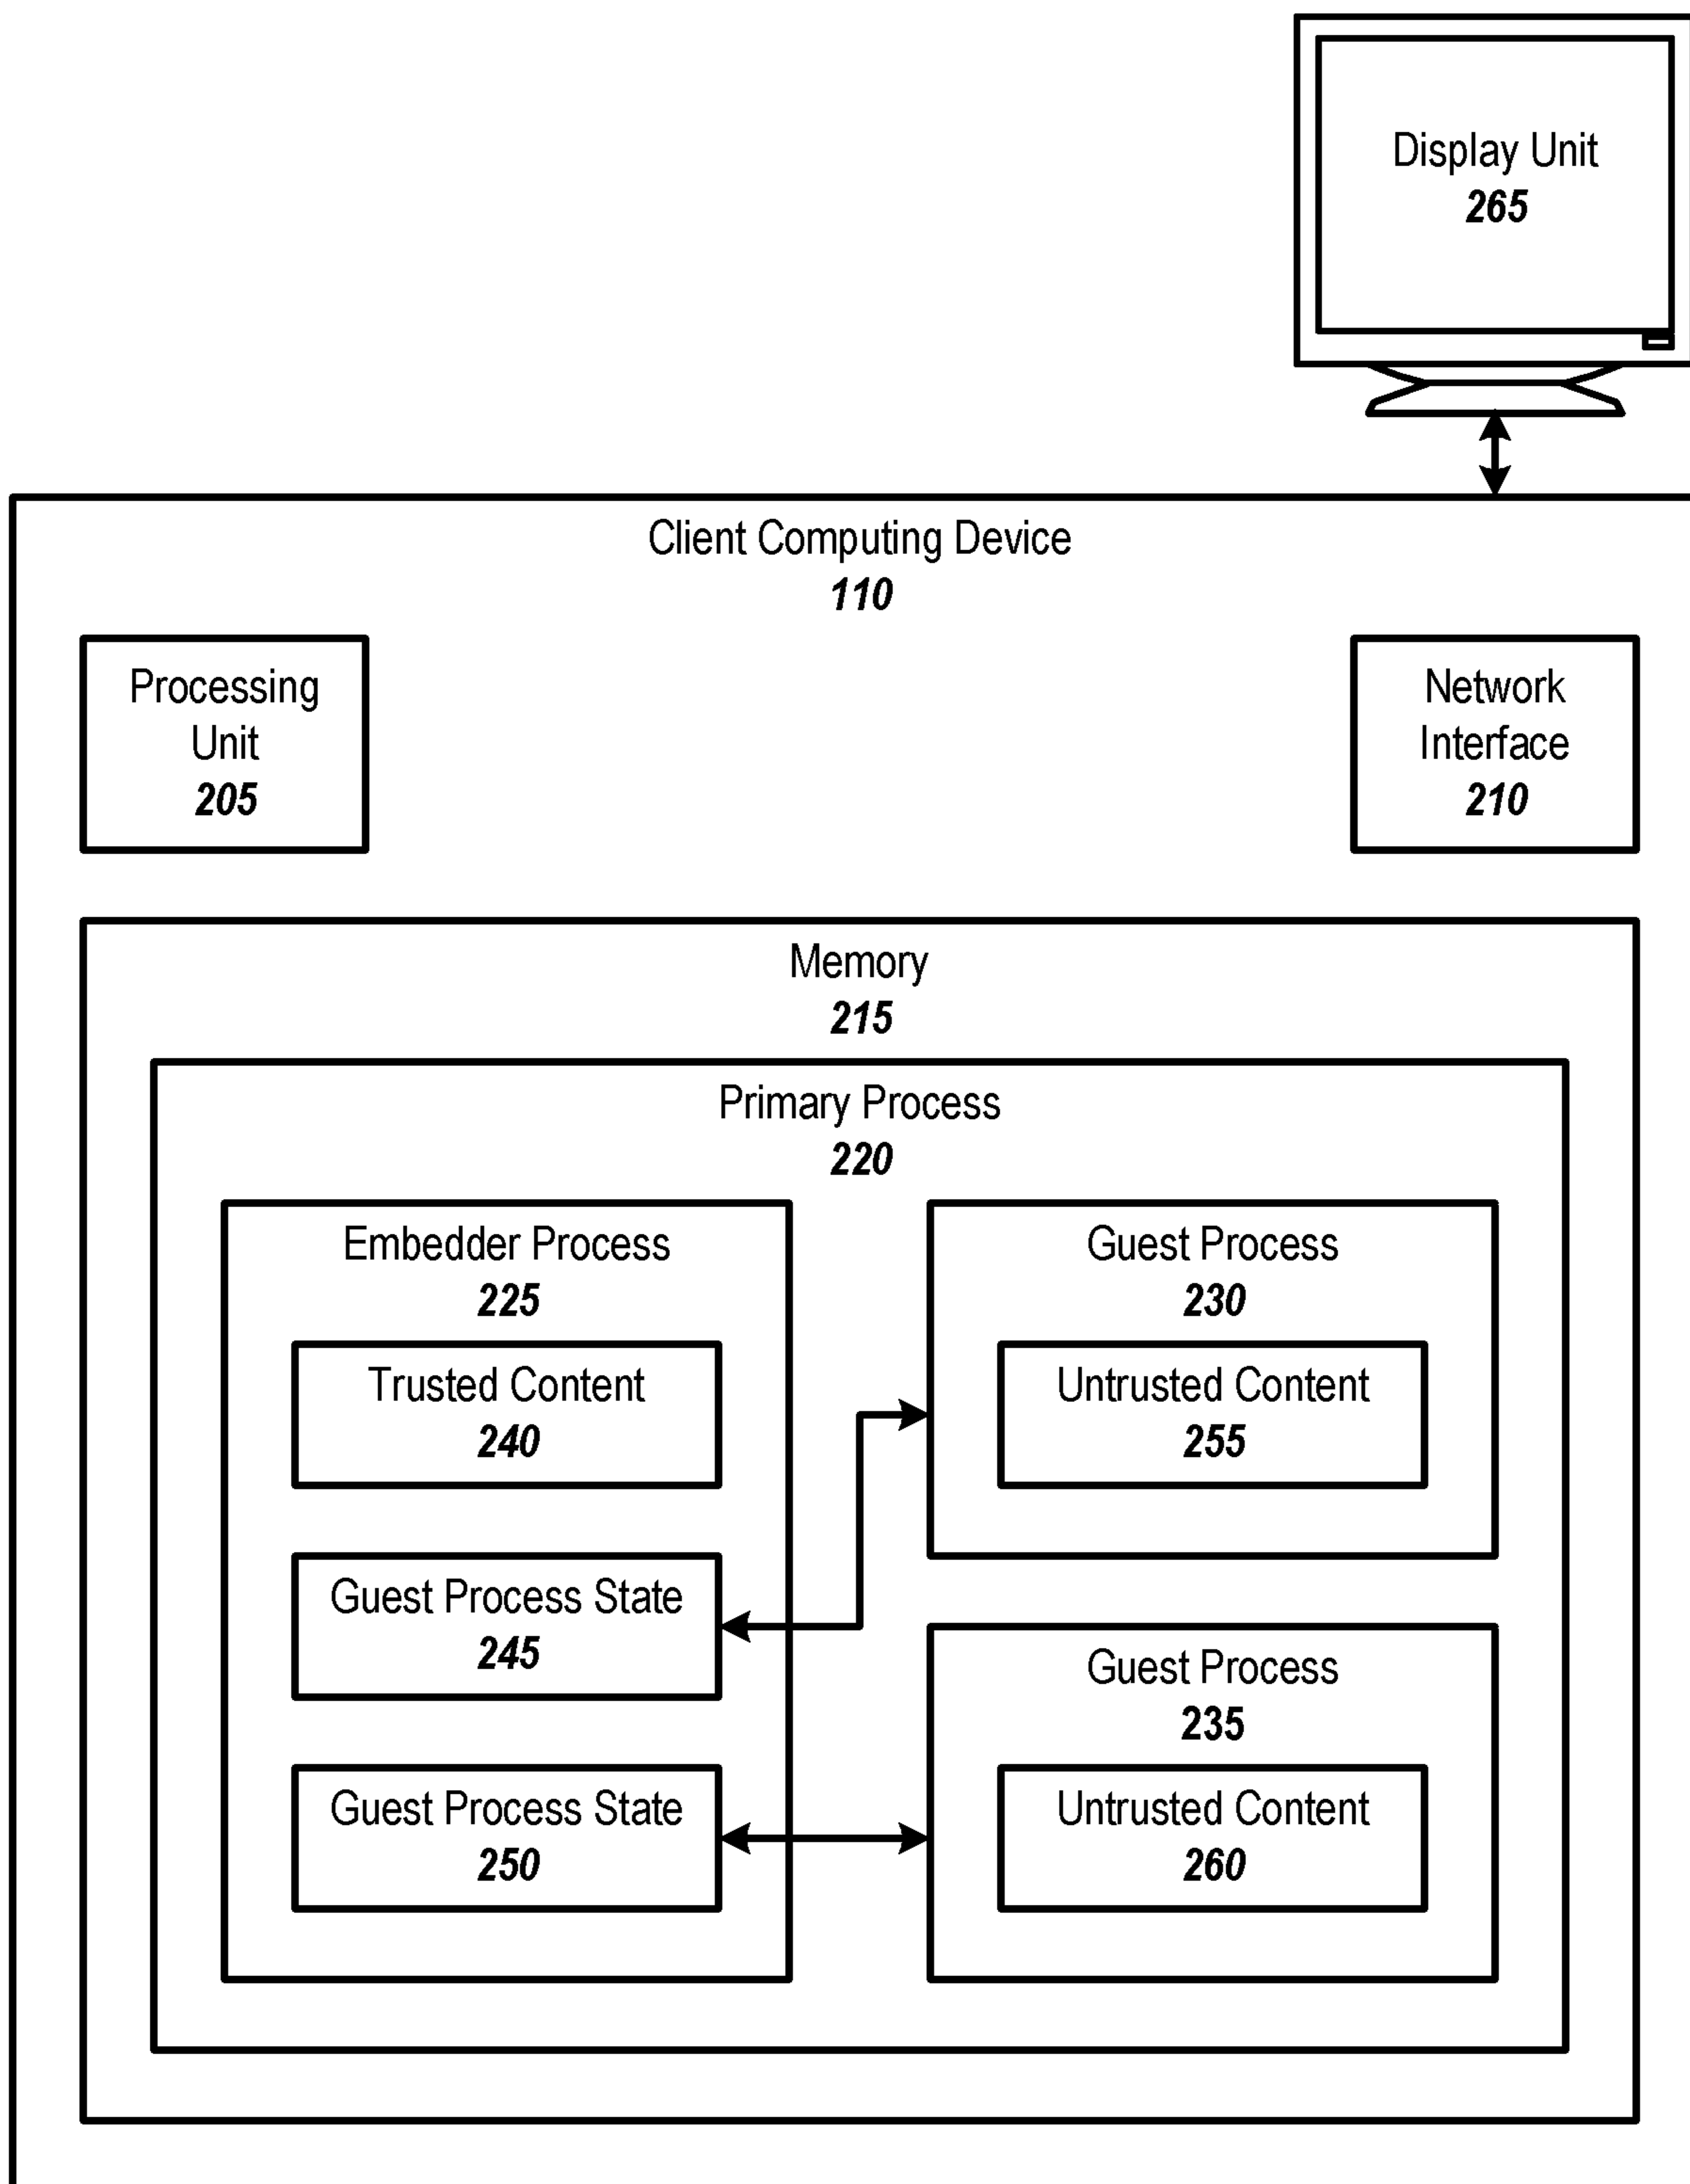 Display Unit
265
Client Computing Device
110
Processing
Unit
205
Network
Interface
210
Memory
215
Primary Process
220
Embedder Process
225
Trusted Content
240
Guest Process State
245
Guest Process State
250
Guest Process
230
Untrusted Content
255
Guest Process
235
Untrusted Content
260